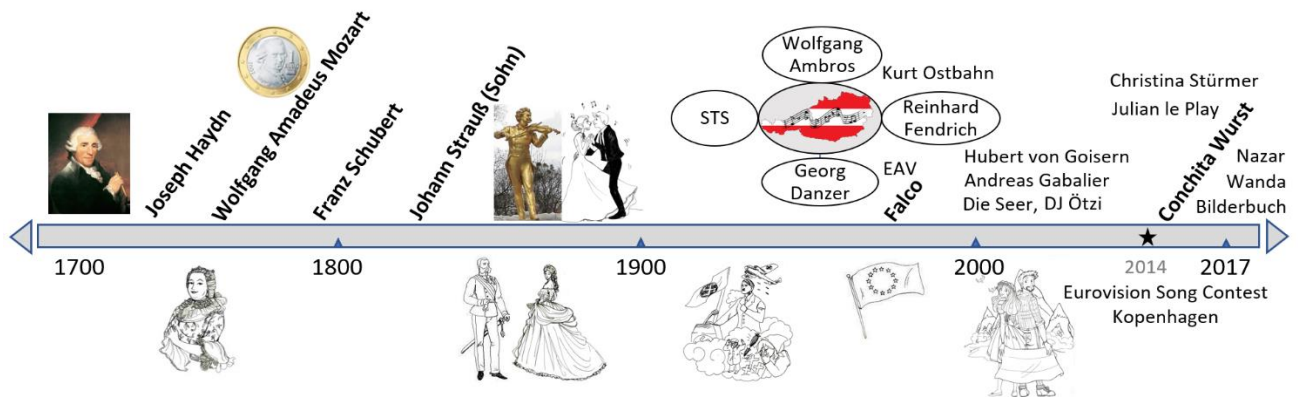 Joseph Haydn
Wolfgang Amadeus Mozart
Franz Schubert
Johann Strauß (Sohn)
Wolfgang
Ambros
Kurt Ostbahn
STS
Reinhard
Fendrich
Georg
Danzer
EAV
Falco
Hubert von Goisern
Andreas Gabalier
Die Seer, DJ Ötzi
Christina Stürmer
Julian le Play
Conchita Wurst
Nazar
Wanda
Bilderbuch
1700
1800
1900
2000
2014
2017
Eurovision Song Contest
Kopenhagen